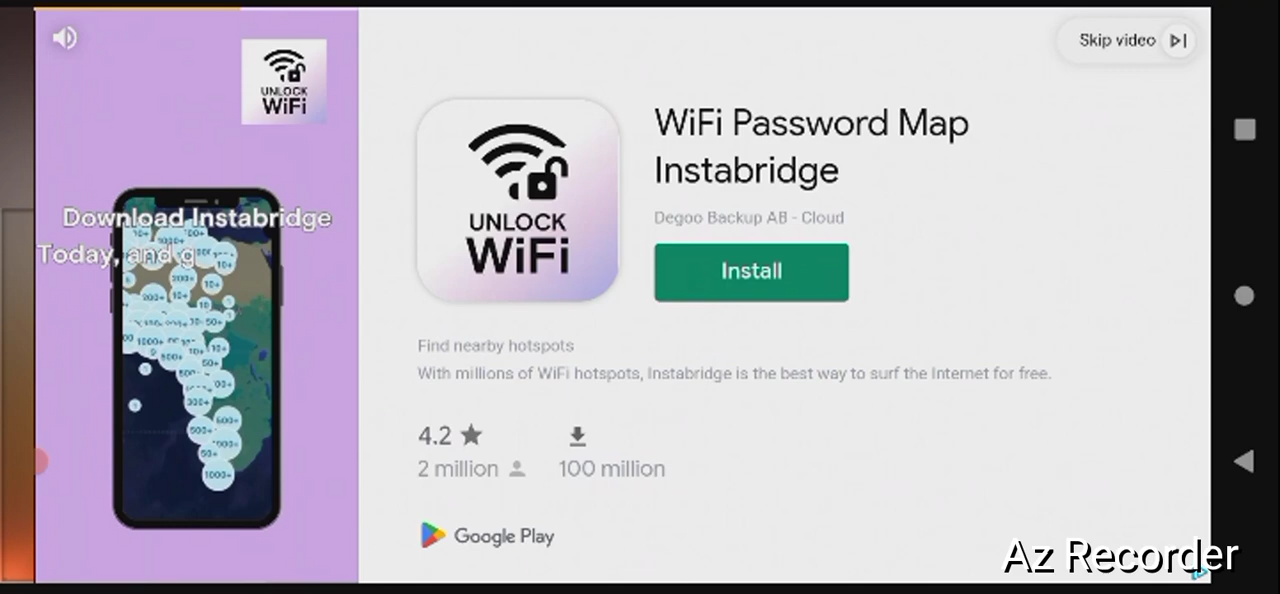 UNLOCK
WiFi
Download Instabridge
Today, and g
Skip video
UNLOCK
WiFi
WiFi Password Map
Instabridge
Degoo Backup AB - Cloud
Install
Find nearby hotspots
With millions of WiFi hotspots, Instabridge is the best way to surf the Internet for free.
4.2
2 million
100 million
Google Play
Az Recorder